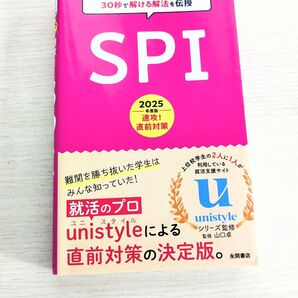 30秒で解ける解法を伝授
SPI
2025
年度版
速攻!
直前対策
難関を勝ち抜いた学生は
みんな知っていた!
就活のプロ
ユニスタイル
unistyleによる
直前対策の決定版。
上位校学生の2人に1人が
利用している
就活支援サイト
u
unistyle
シリーズ監修
監修 山口卓
永岡書店